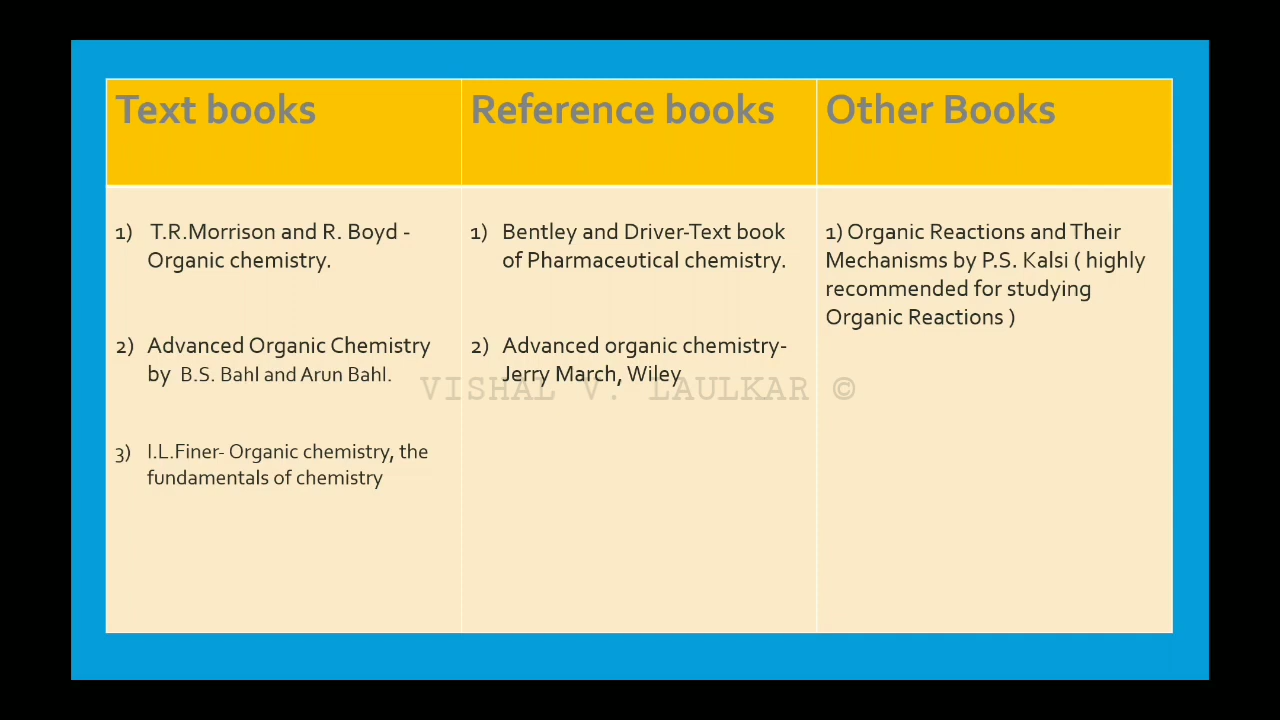 Text books
Reference books
Other Books
1) T.R.Morrison and R. Boyd -
Organic chemistry.
2) Advanced Organic Chemistry
by B.S. Bahl and Arun Bahl.
3) I.L.Finer- Organic chemistry, the
fundamentals of chemistry
1) Bentley and Driver-Text book
of Pharmaceutical chemistry.
2) Advanced organic chemistry-
Jerry March, Wiley
1) Organic Reactions and Their
Mechanisms by P.S. Kalsi ( highly
recommended for studying
Organic Reactions )
VISHAL V. LAULKAR ©